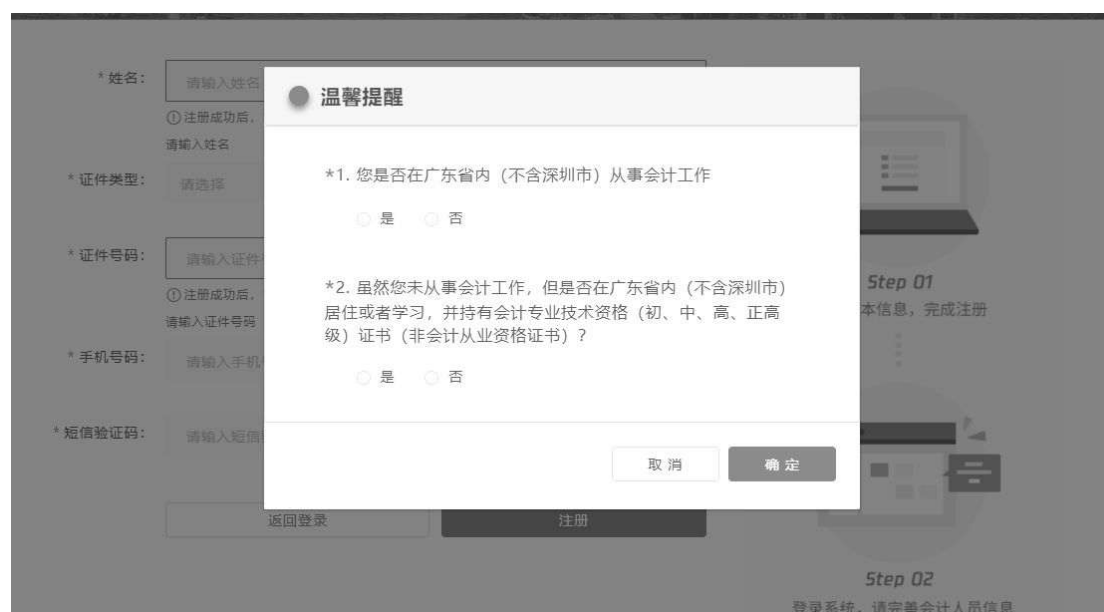 * 姓名：
请输入姓名
注册成功后，
请输入姓名
* 证件类型：
请选择
* 证件号码：
请输入证件
注册成功后，
请输入证件号码
* 手机号码：
请输入手机
* 短信验证码：
请输入短信
返回登录
注册
温馨提醒
*1. 您是否在广东省内（不含深圳市）从事会计工作
是 否
*2. 虽然您未从事会计工作，但是否在广东省内（不含深圳市）
居住或者学习，并持有会计专业技术资格（初、中、高、正高
级）证书（非会计从业资格证书）？
是 否
取消 确定
Step 01
本信息，完成注册
Step 02
登录系统，请完善会计人员信息